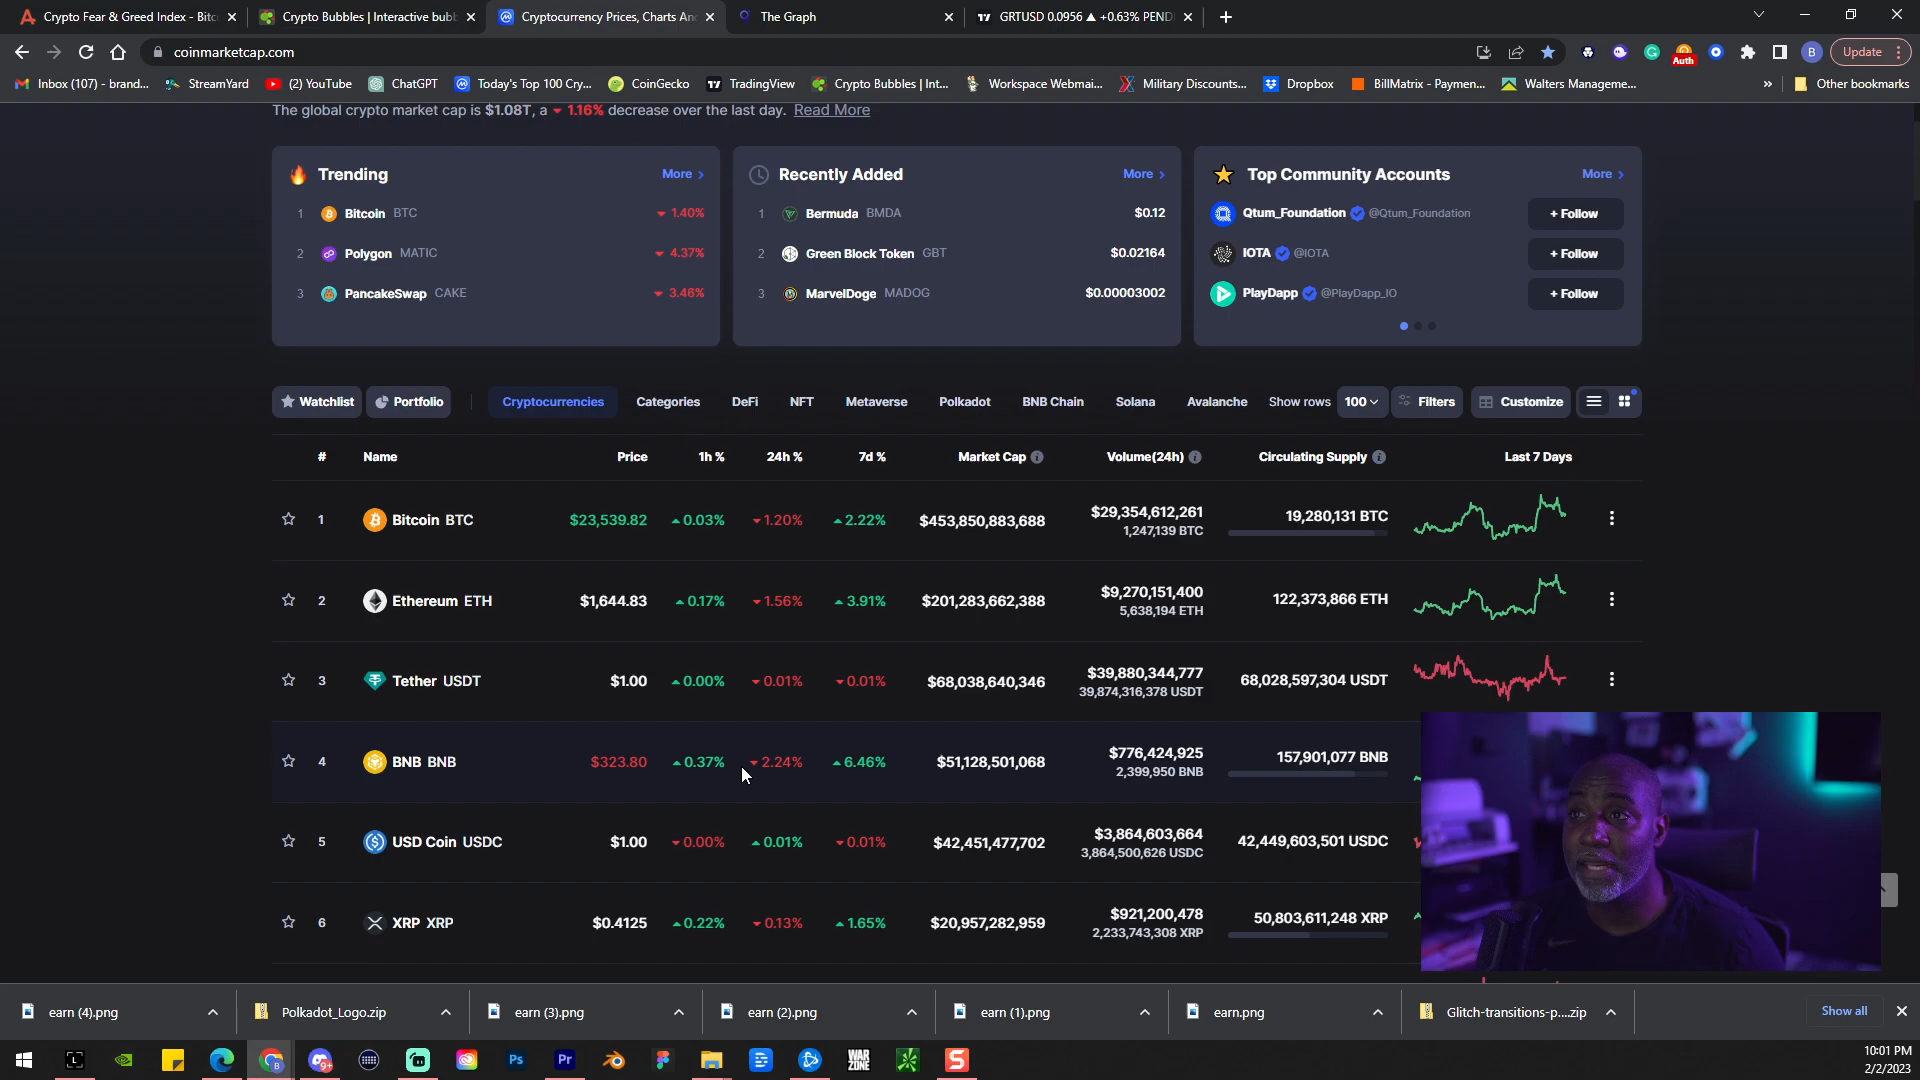 Crypto Fear & Greed Index - Bitc
Crypto Bubbles | Interactive bubb
Cryptocurrency Prices, Charts An
The Graph
GRTUSD 0.0956 ▲ +0.63% PEND
coinmarketcap.com
Auth
B
Update
Inbox (107) - brand...
StreamYard
(2) YouTube
ChatGPT
Today's Top 100 Cry...
CoinGecko
TradingView
Crypto Bubbles | Int...
Workspace Webmai...
Military Discounts...
Dropbox
BillMatrix - Paymen...
Walters Manageme...
»
Other bookmarks
The global crypto market cap is $1.08T, a 1.16% decrease over the last day. Read More
Trending
More
1 Bitcoin BTC 1.40%
2 Polygon MATIC 4.37%
3 PancakeSwap CAKE 3.46%
Recently Added
More
1 Bermuda BMDA $0.12
2 Green Block Token GBT $0.02164
3 MarvelDoge MADOG $0.00003002
Top Community Accounts
More
Qtum_Foundation @Qtum_Foundation + Follow
IOTA @IOTA + Follow
PlayDapp @PlayDapp_IO + Follow
Watchlist
Portfolio
Cryptocurrencies
Categories
DeFi
NFT
Metaverse
Polkadot
BNB Chain
Solana
Avalanche
Show rows
100
Filters
Customize
# Name Price 1h % 24h % 7d % Market Cap Volume(24h) Circulating Supply Last 7 Days
1 Bitcoin BTC $23,539.82 0.03% 1.20% 2.22% $453,850,883,688 $29,354,612,261 19,280,131 BTC
1,247,139 BTC
2 Ethereum ETH $1,644.83 0.17% 1.56% 3.91% $201,283,662,388 $9,270,151,400 122,373,866 ETH
5,638,194 ETH
3 Tether USDT $1.00 0.00% 0.01% 0.01% $68,038,640,346 $39,880,344,777 68,028,597,304 USDT
39,874,316,378 USDT
4 BNB BNB $323.80 0.37% 2.24% 6.46% $51,128,501,068 $776,424,925 157,901,077 BNB
2,399,950 BNB
5 USD Coin USDC $1.00 0.00% 0.01% 0.01% $42,451,477,702 $3,864,603,664 42,449,603,501 USDC
3,864,500,626 USDC
6 XRP XRP $0.4125 0.22% 0.13% 1.65% $20,957,282,959 $921,200,478 50,803,611,248 XRP
2,233,743,308 XRP
earn (4).png
Polkadot_Logo.zip
earn (3).png
earn (2).png
earn (1).png
earn.png
Glitch-transitions-p....zip
Show all
9+
Ps
Pr
WAR
ZONE
10:01 PM
2/2/2023